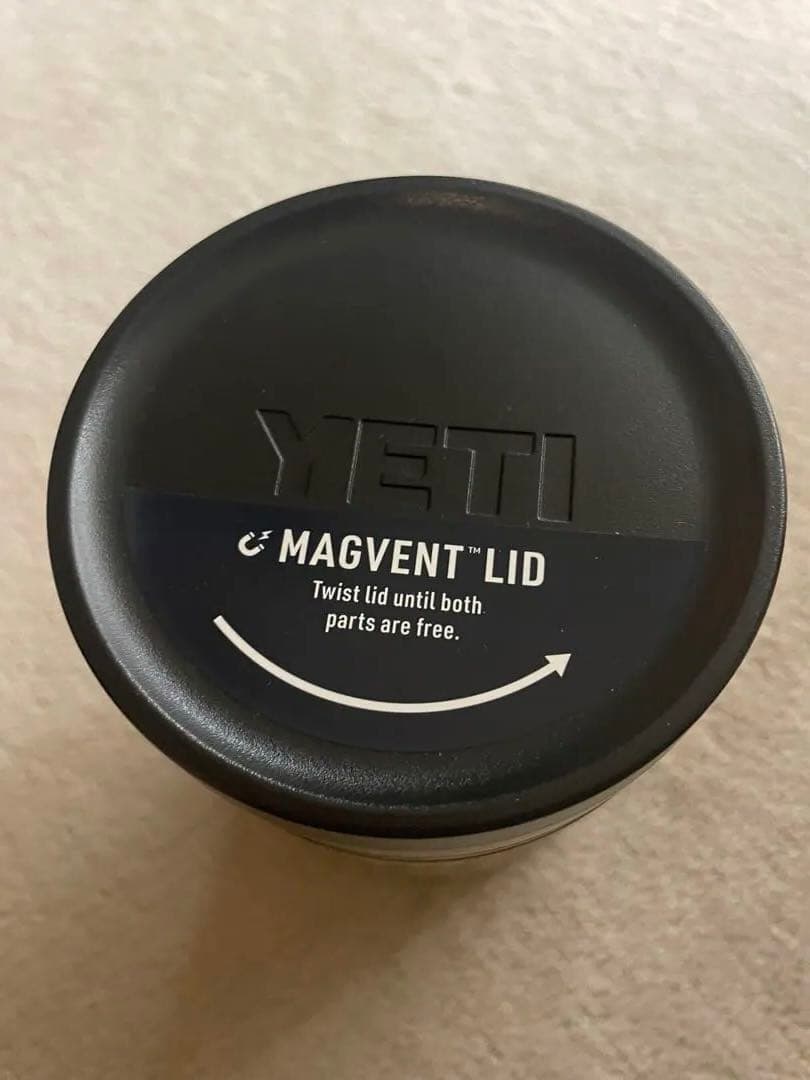 YETI
MAGVENT™ LID
Twist lid until both
parts are free.